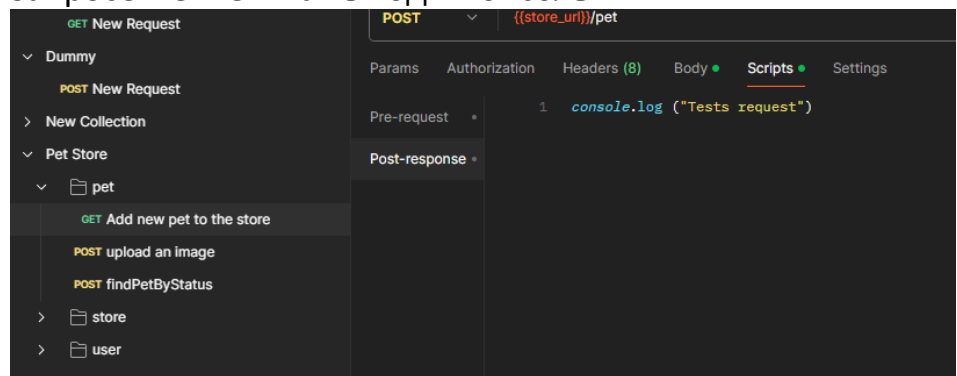 GET New Request
Dummy
POST New Request
New Collection
Pet Store
pet
GET Add new pet to the store
POST upload an image
POST findPetByStatus
store
user
POST {{store_url}}/pet
Params Authorization Headers (8) Body Scripts Settings
Pre-request
Post-response
1 console.log ("Tests request")